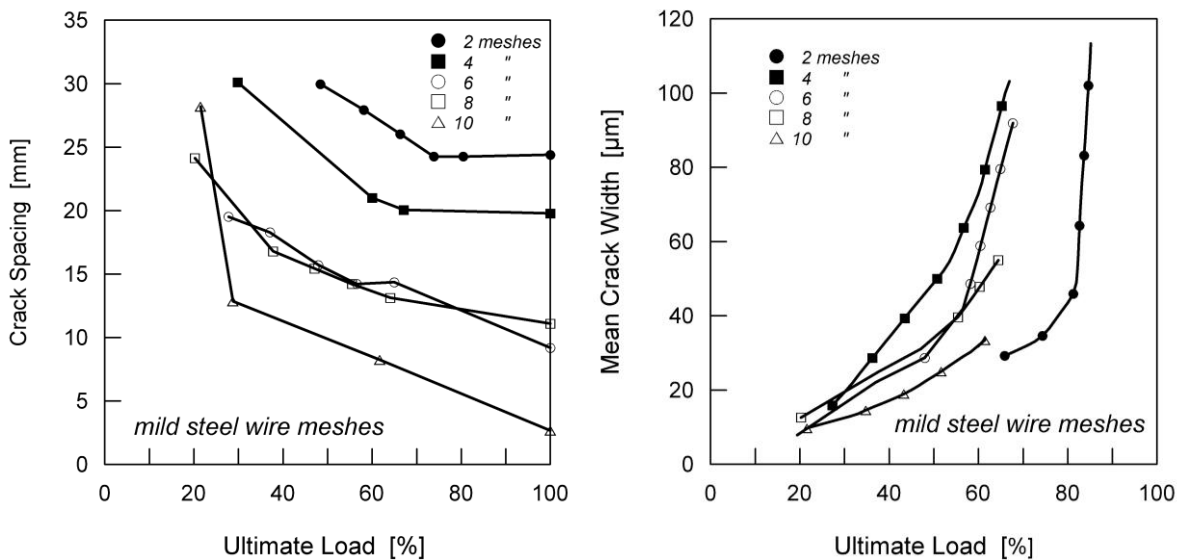 35
30
25
20
15
10
5
0
Crack Spacing [mm]
2 meshes
4 "
6 "
8 "
10 "
mild steel wire meshes
0 20 40 60 80 100
Ultimate Load [%]
120
100
80
60
40
20
0
Mean Crack Width [µm]
2 meshes
4 "
6 "
8 "
10 "
mild steel wire meshes
0 20 40 60 80 100
Ultimate Load [%]